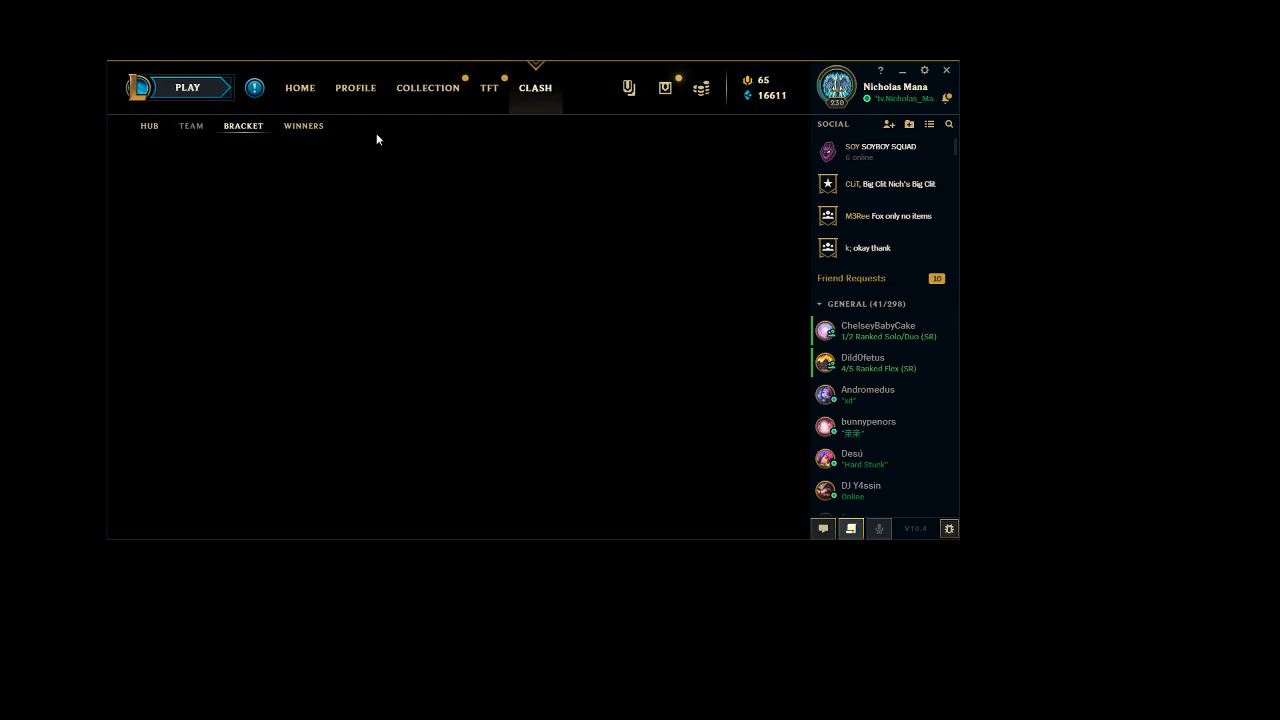 PLAY
HOME
PROFILE
COLLECTION
TFT
CLASH
65
16611
?
Nicholas Mana
"tv.Nicholas_Ma..
230
HUB
TEAM
BRACKET
WINNERS
SOCIAL
SOY SOYBOY SQUAD
6 online
CLiT, Big Clit Nich's Big Clit
M3Ree Fox only no items
k; okay thank
Friend Requests
10
GENERAL (41/298)
ChelseyBabyCake
1/2 Ranked Solo/Duo (SR)
Dild0fetus
4/5 Ranked Flex (SR)
Andromedus
"xd"
bunnypenors
"亲亲"
Desú
"Hard Stuck"
DJ Y4ssin
Online
V10.4